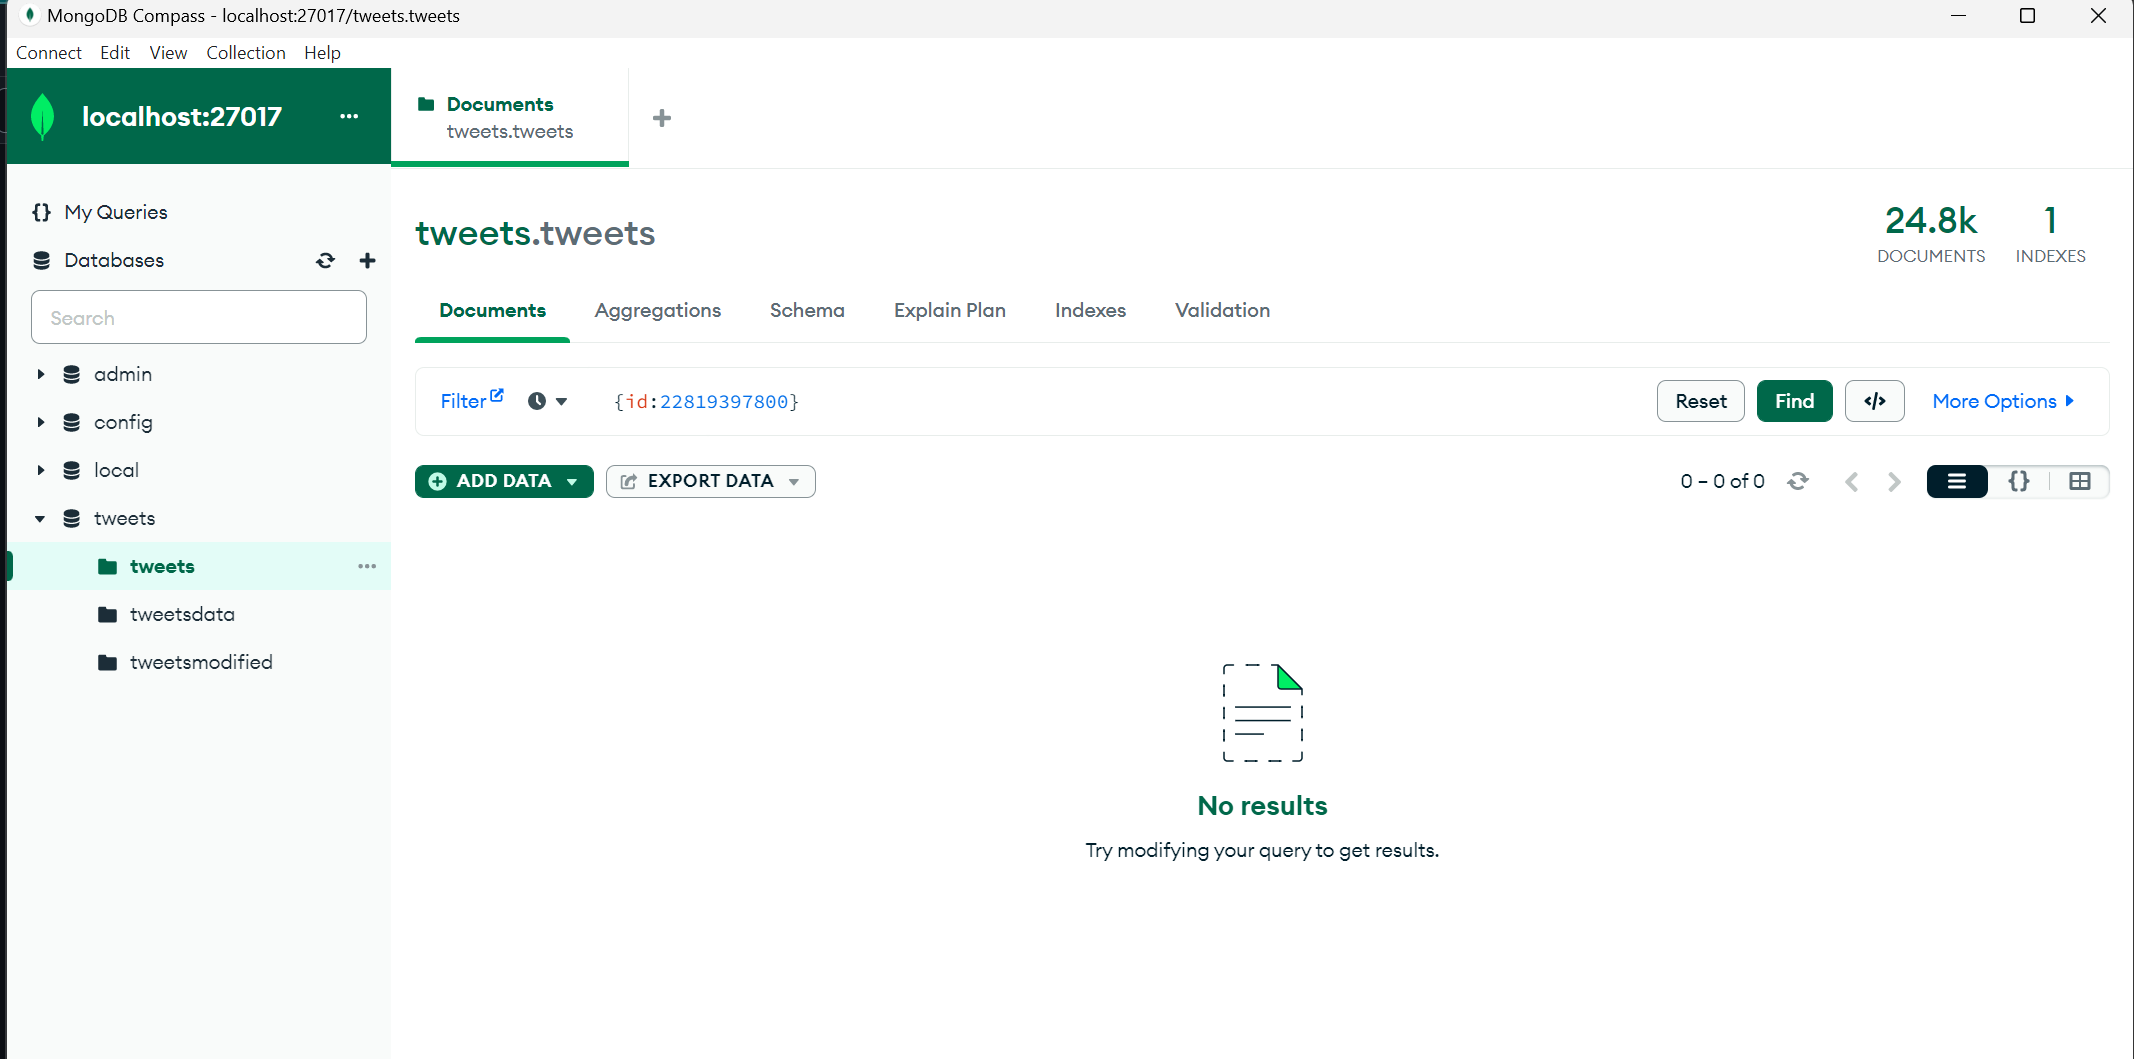 MongoDB Compass - localhost:27017/tweets.tweets
Connect Edit View Collection Help
localhost:27017 ...
Documents
tweets.tweets
+
My Queries
Databases
Search
admin
config
local
tweets
tweets
tweetsdata
tweetsmodified
tweets.tweets
24.8k
DOCUMENTS
1
INDEXES
Documents Aggregations Schema Explain Plan Indexes Validation
Filter {id:22819397800} Reset Find </> More Options
ADD DATA EXPORT DATA 0 – 0 of 0 {}
No results
Try modifying your query to get results.